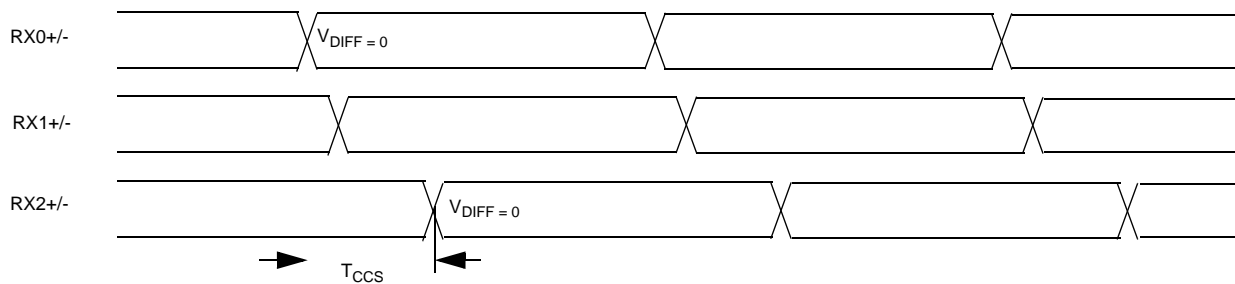 RX0+/-
VDIFF = 0
RX1+/-
RX2+/-
VDIFF = 0
TCCS